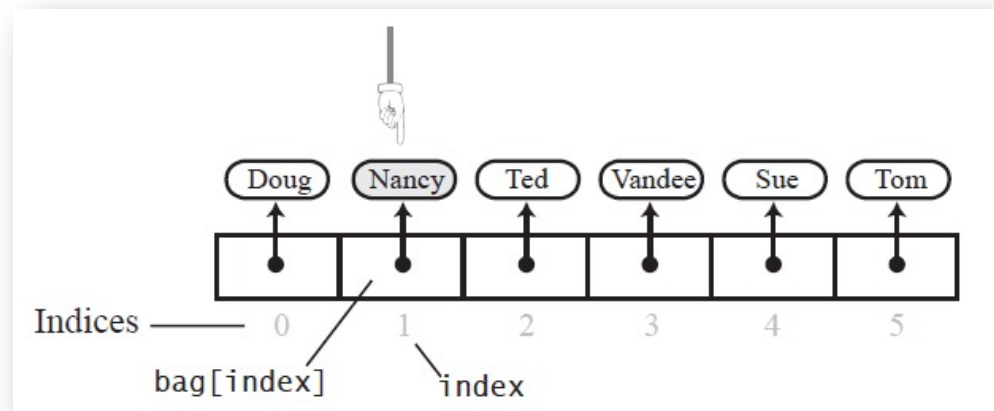 Doug Nancy Ted Vandee Sue Tom
Indices 0 1 2 3 4 5
bag[index] index